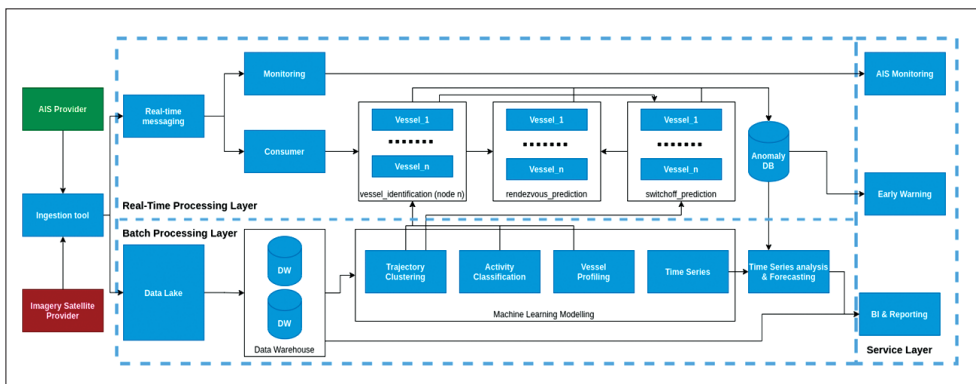 AIS Provider
Ingestion tool
Imagery Satellite
Provider
Real-time
messaging
Monitoring
Consumer
Vessel_1
Vessel_n
vessel_identification (node n)
Vessel_1
Vessel_n
rendezvous_prediction
Vessel_1
Vessel_n
switchoff_prediction
Anomaly
DB
Real-Time Processing Layer
Batch Processing Layer
Data Lake
DW
DW
Data Warehouse
Trajectory
Clustering
Activity
Classification
Vessel
Profiling
Time Series
Machine Learning Modelling
Time Series analysis
& Forecasting
AIS Monitoring
Early Warning
BI & Reporting
Service Layer